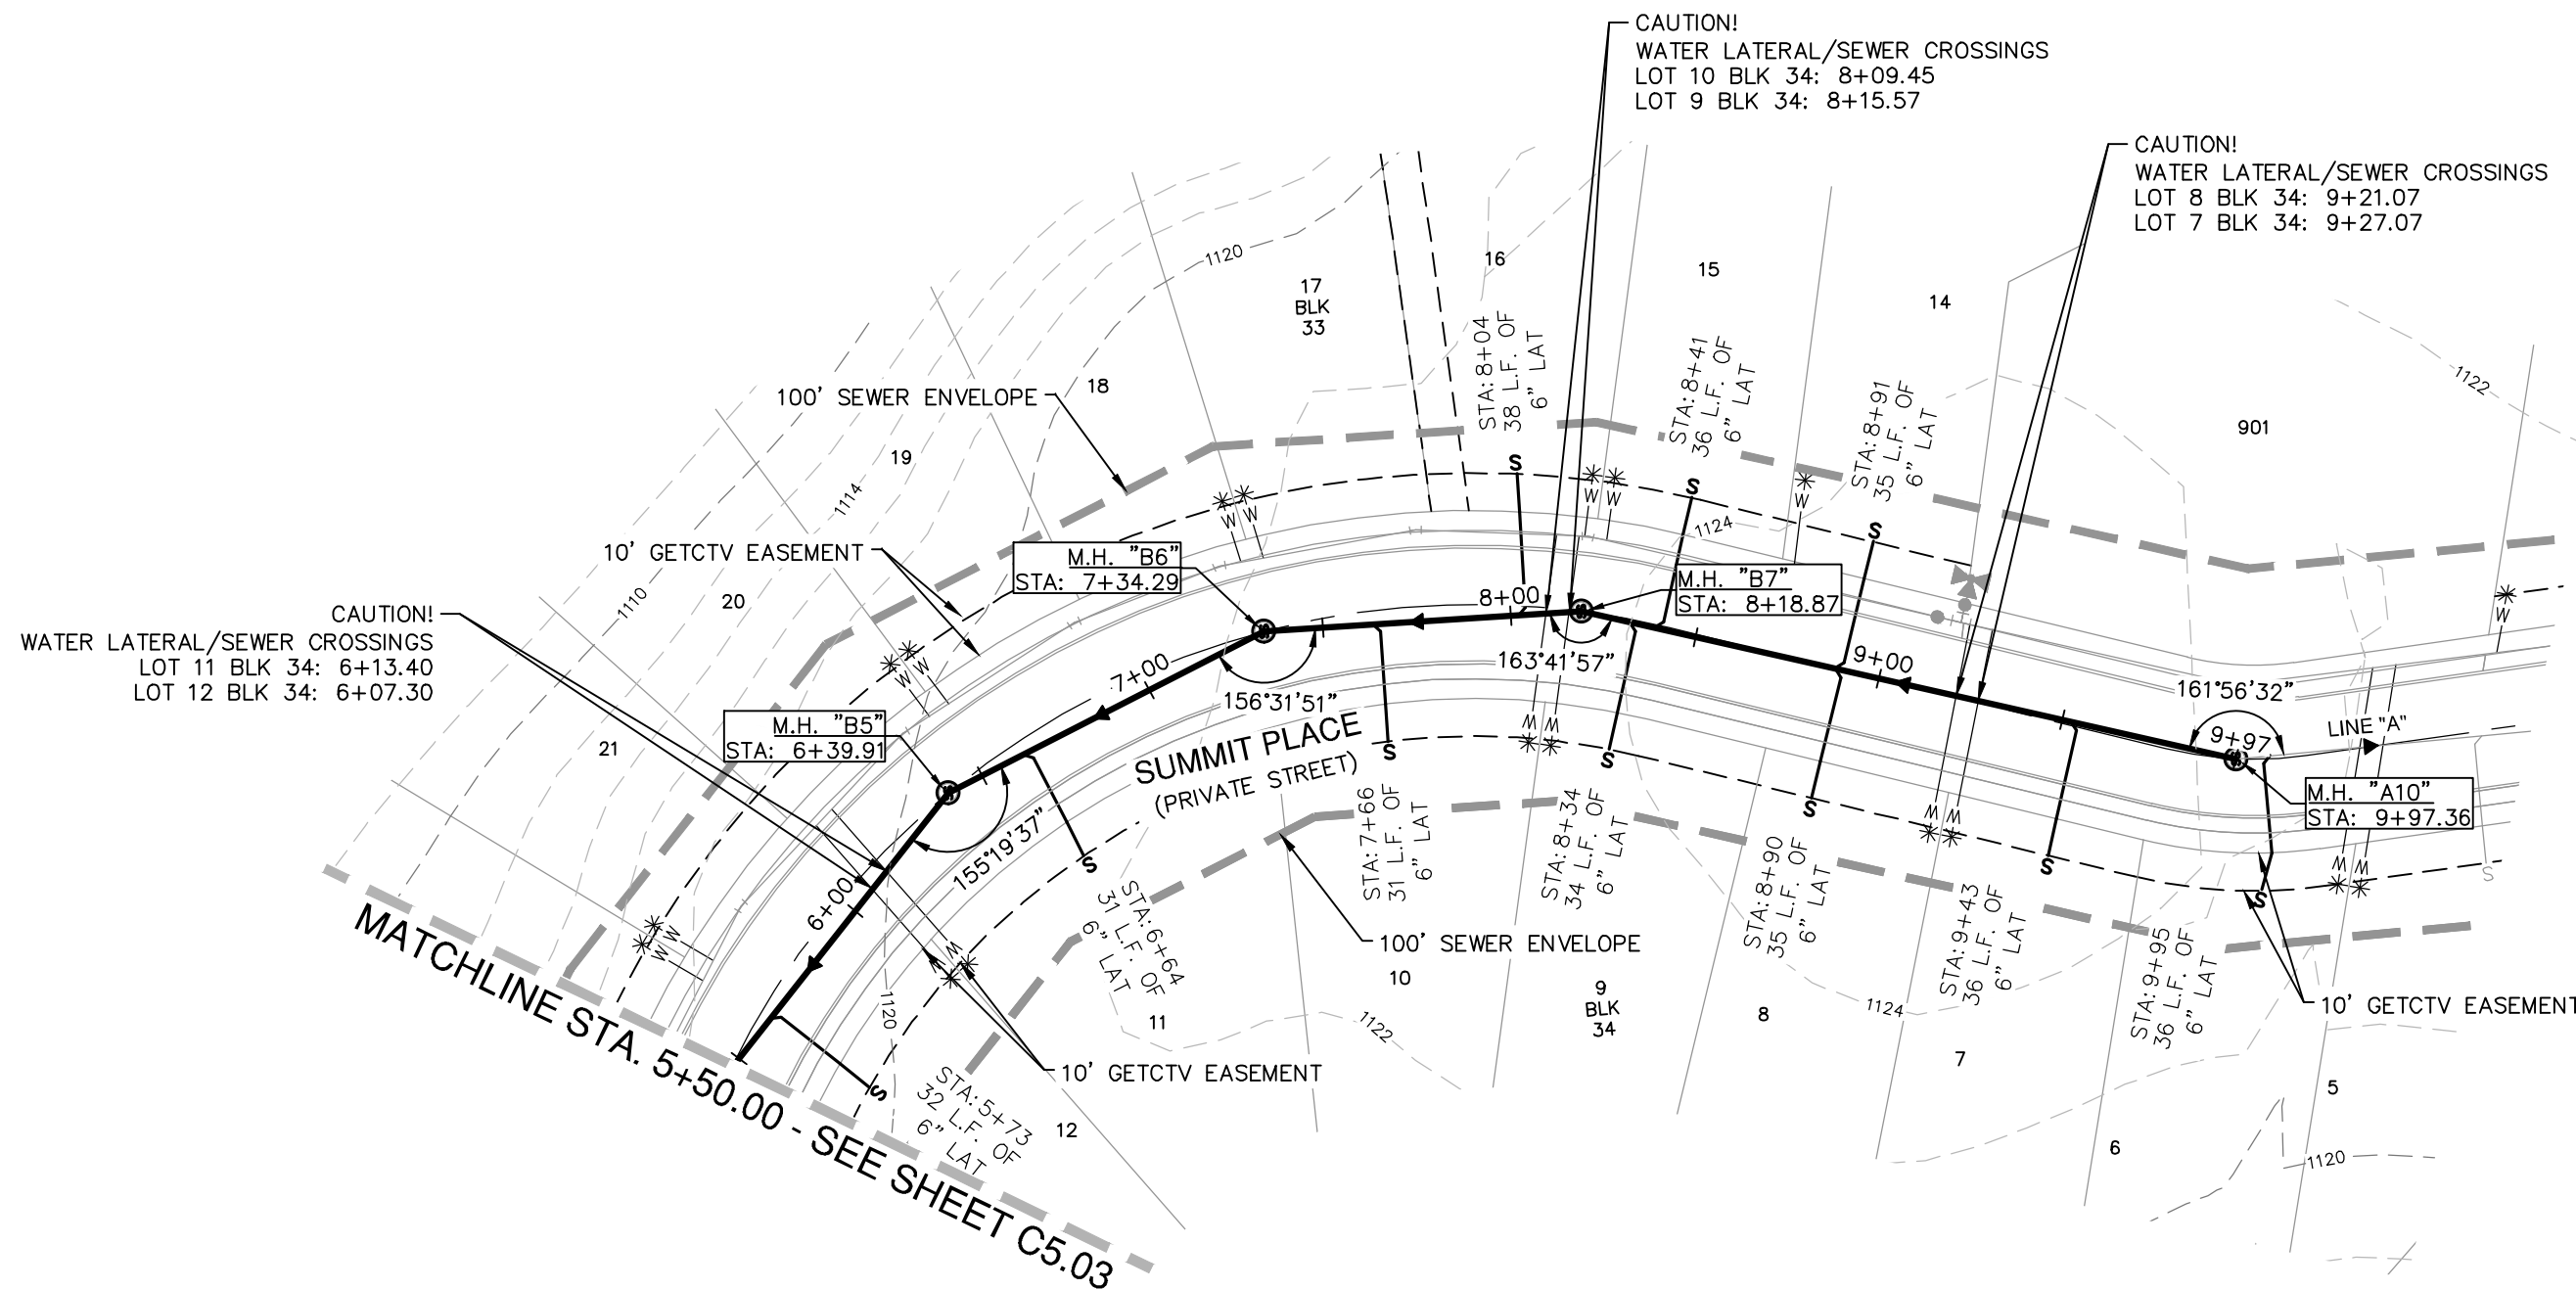 CAUTION!
WATER LATERAL/SEWER CROSSINGS
LOT 10 BLK 34: 8+09.45
LOT 9 BLK 34: 8+15.57
CAUTION!
WATER LATERAL/SEWER CROSSINGS
LOT 8 BLK 34: 9+21.07
LOT 7 BLK 34: 9+27.07
1120
17
BLK
33
16
15
14
901
1122
18
100' SEWER ENVELOPE
19
1114
STA: 8+04
38 L.F. OF
6" LAT
STA: 8+41
36 L.F. OF
6" LAT
STA: 8+91
35 L.F. OF
6" LAT
S
S
S
W
W
W
W
W
W
1124
10' GETCTV EASEMENT
M.H. "B6"
STA: 7+34.29
M.H. "B7"
STA: 8+18.87
8+00
20
1110
CAUTION!
WATER LATERAL/SEWER CROSSINGS
LOT 11 BLK 34: 6+13.40
LOT 12 BLK 34: 6+07.30
W
W
7+00
163°41'57"
9+00
161°56'32"
156°31'51"
LINE "A"
9+97
21
M.H. "B5"
STA: 6+39.91
SUMMIT PLACE
(PRIVATE STREET)
M.H. "A10"
STA: 9+97.36
W
W
W
W
W
W
S
S
S
S
S
S
S
155°19'37"
6+00
W
W
STA: 6+64
31 L.F. OF
6" LAT
STA: 7+66
31 L.F. OF
6" LAT
STA: 8+34
34 L.F. OF
6" LAT
STA: 8+90
35 L.F. OF
6" LAT
STA: 9+43
36 L.F. OF
6" LAT
STA: 9+95
36 L.F. OF
6" LAT
100' SEWER ENVELOPE
W
W
10
9
BLK
34
8
7
6
5
11
12
1120
1122
1124
1120
10' GETCTV EASEMENT
10' GETCTV EASEMENT
S
STA: 5+73
32 L.F. OF
6" LAT
MATCHLINE STA. 5+50.00 - SEE SHEET C5.03